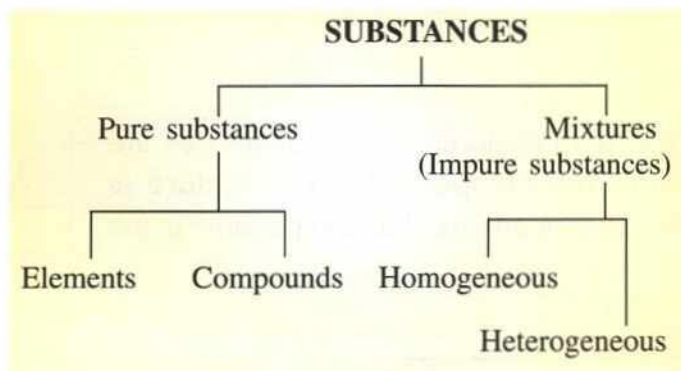 SUBSTANCES
Pure substances
Mixtures
(Impure substances)
Elements
Compounds
Homogeneous
Heterogeneous